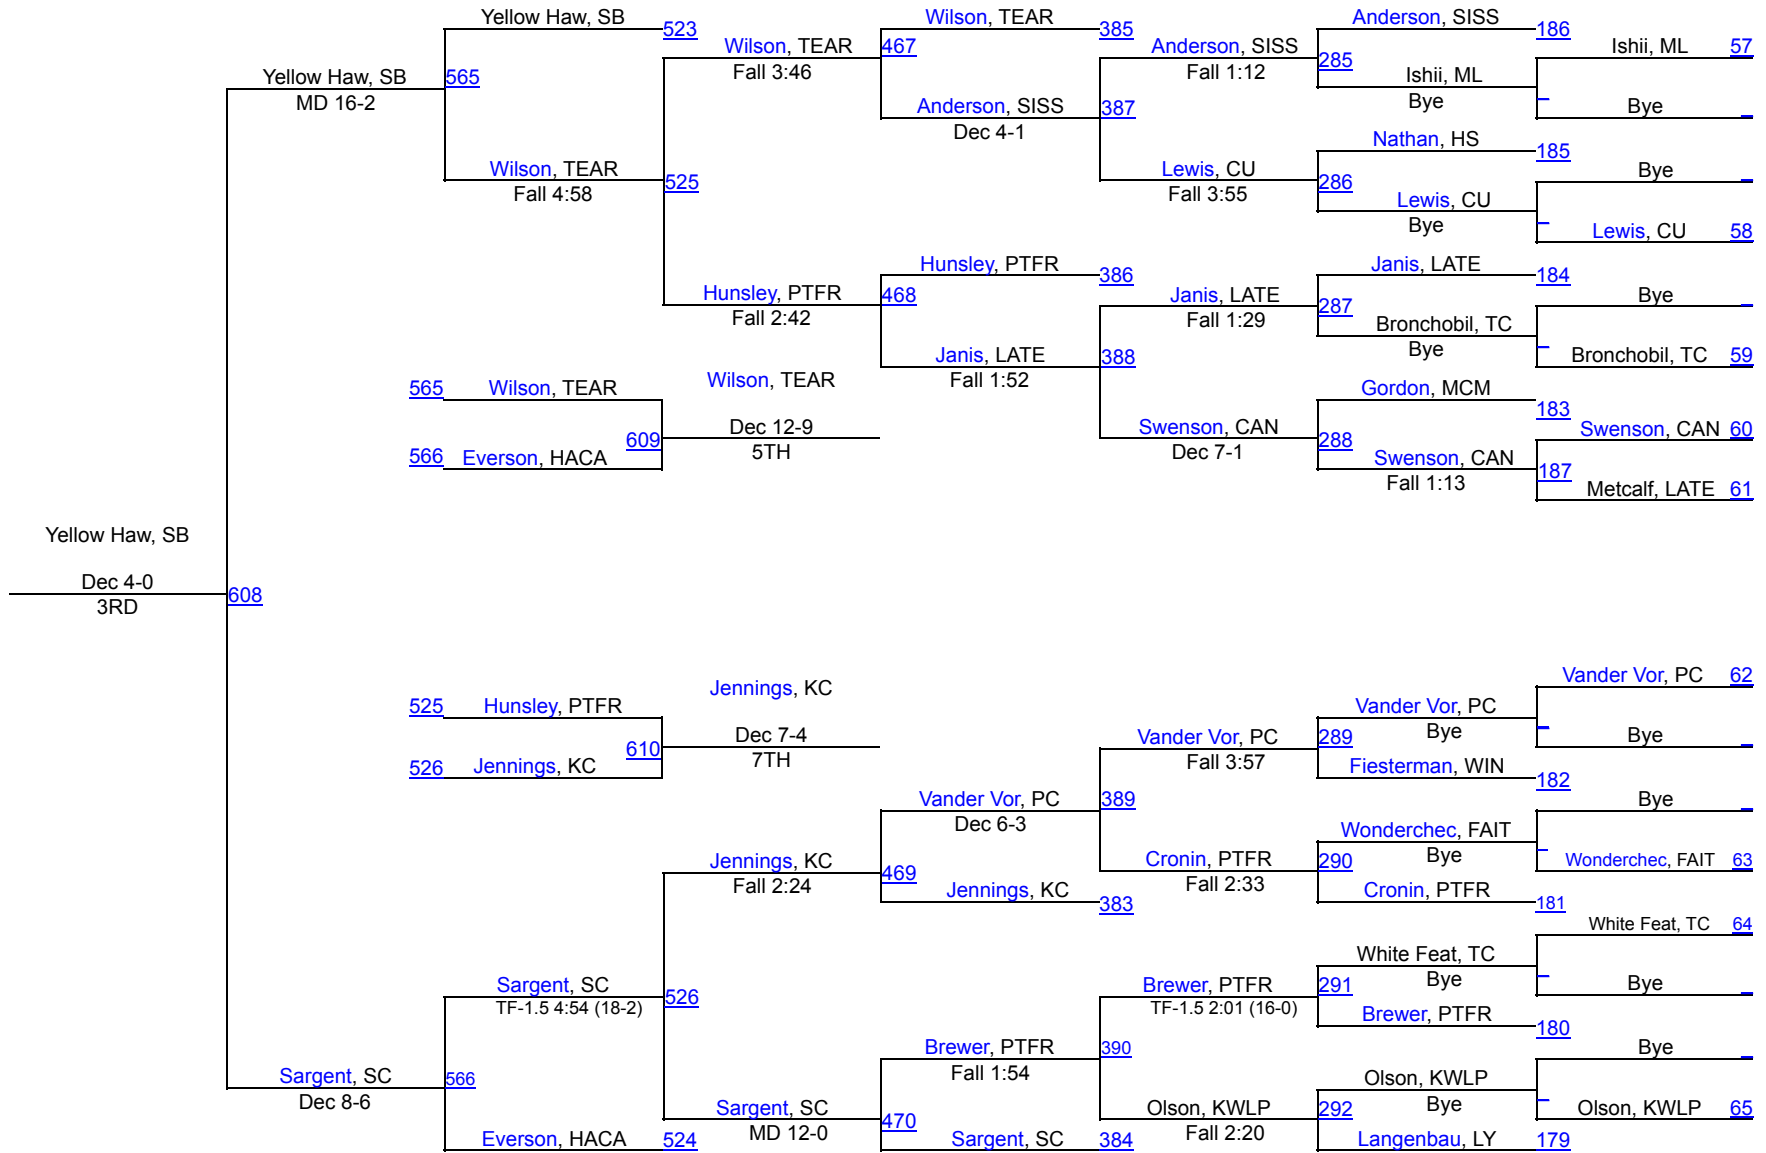 Yellow Haw, SB
523
Wilson, TEAR
385
Anderson, SISS
186
Ishii, ML 57
Wilson, TEAR
467
Fall 3:46
Anderson, SISS
285
Fall 1:12
Ishii, ML
Bye
Bye
Yellow Haw, SB
565
MD 16-2
Anderson, SISS
387
Dec 4-1
Nathan, HS
185
Bye
Wilson, TEAR
525
Fall 4:58
Lewis, CU
286
Fall 3:55
Lewis, CU
Bye
Lewis, CU 58
Hunsley, PTFR
386
Janis, LATE
184
Bye
Hunsley, PTFR
468
Fall 2:42
Janis, LATE
287
Fall 1:29
Bronchobil, TC
Bye
Bronchobil, TC 59
Janis, LATE
388
Fall 1:52
565 Wilson, TEAR
Wilson, TEAR
Gordon, MCM
183
609
Dec 12-9
5TH
566 Everson, HACA
Swenson, CAN
288
Dec 7-1
Swenson, CAN 60
Swenson, CAN
187
Fall 1:13
Metcalf, LATE 61
Yellow Haw, SB
Dec 4-0
608
3RD
Vander Vor, PC 62
525 Hunsley, PTFR
Jennings, KC
Vander Vor, PC
Bye
Bye
610
Dec 7-4
7TH
526 Jennings, KC
Vander Vor, PC
289
Fall 3:57
Fiesterman, WIN
182
Vander Vor, PC
389
Dec 6-3
Bye
Wonderchec, FAIT
Bye
Wonderchec, FAIT 63
Jennings, KC
469
Fall 2:24
Cronin, PTFR
290
Fall 2:33
Jennings, KC
383
Cronin, PTFR
181
White Feat, TC 64
White Feat, TC
Bye
Bye
Sargent, SC
526
TF-1.5 4:54 (18-2)
Brewer, PTFR
291
TF-1.5 2:01 (16-0)
Brewer, PTFR
180
Brewer, PTFR
390
Fall 1:54
Bye
Sargent, SC
566
Dec 8-6
Olson, KWLP
Bye
Olson, KWLP 65
Sargent, SC
470
MD 12-0
Olson, KWLP
292
Fall 2:20
Everson, HACA
524
Sargent, SC
384
Langenbau, LY
179